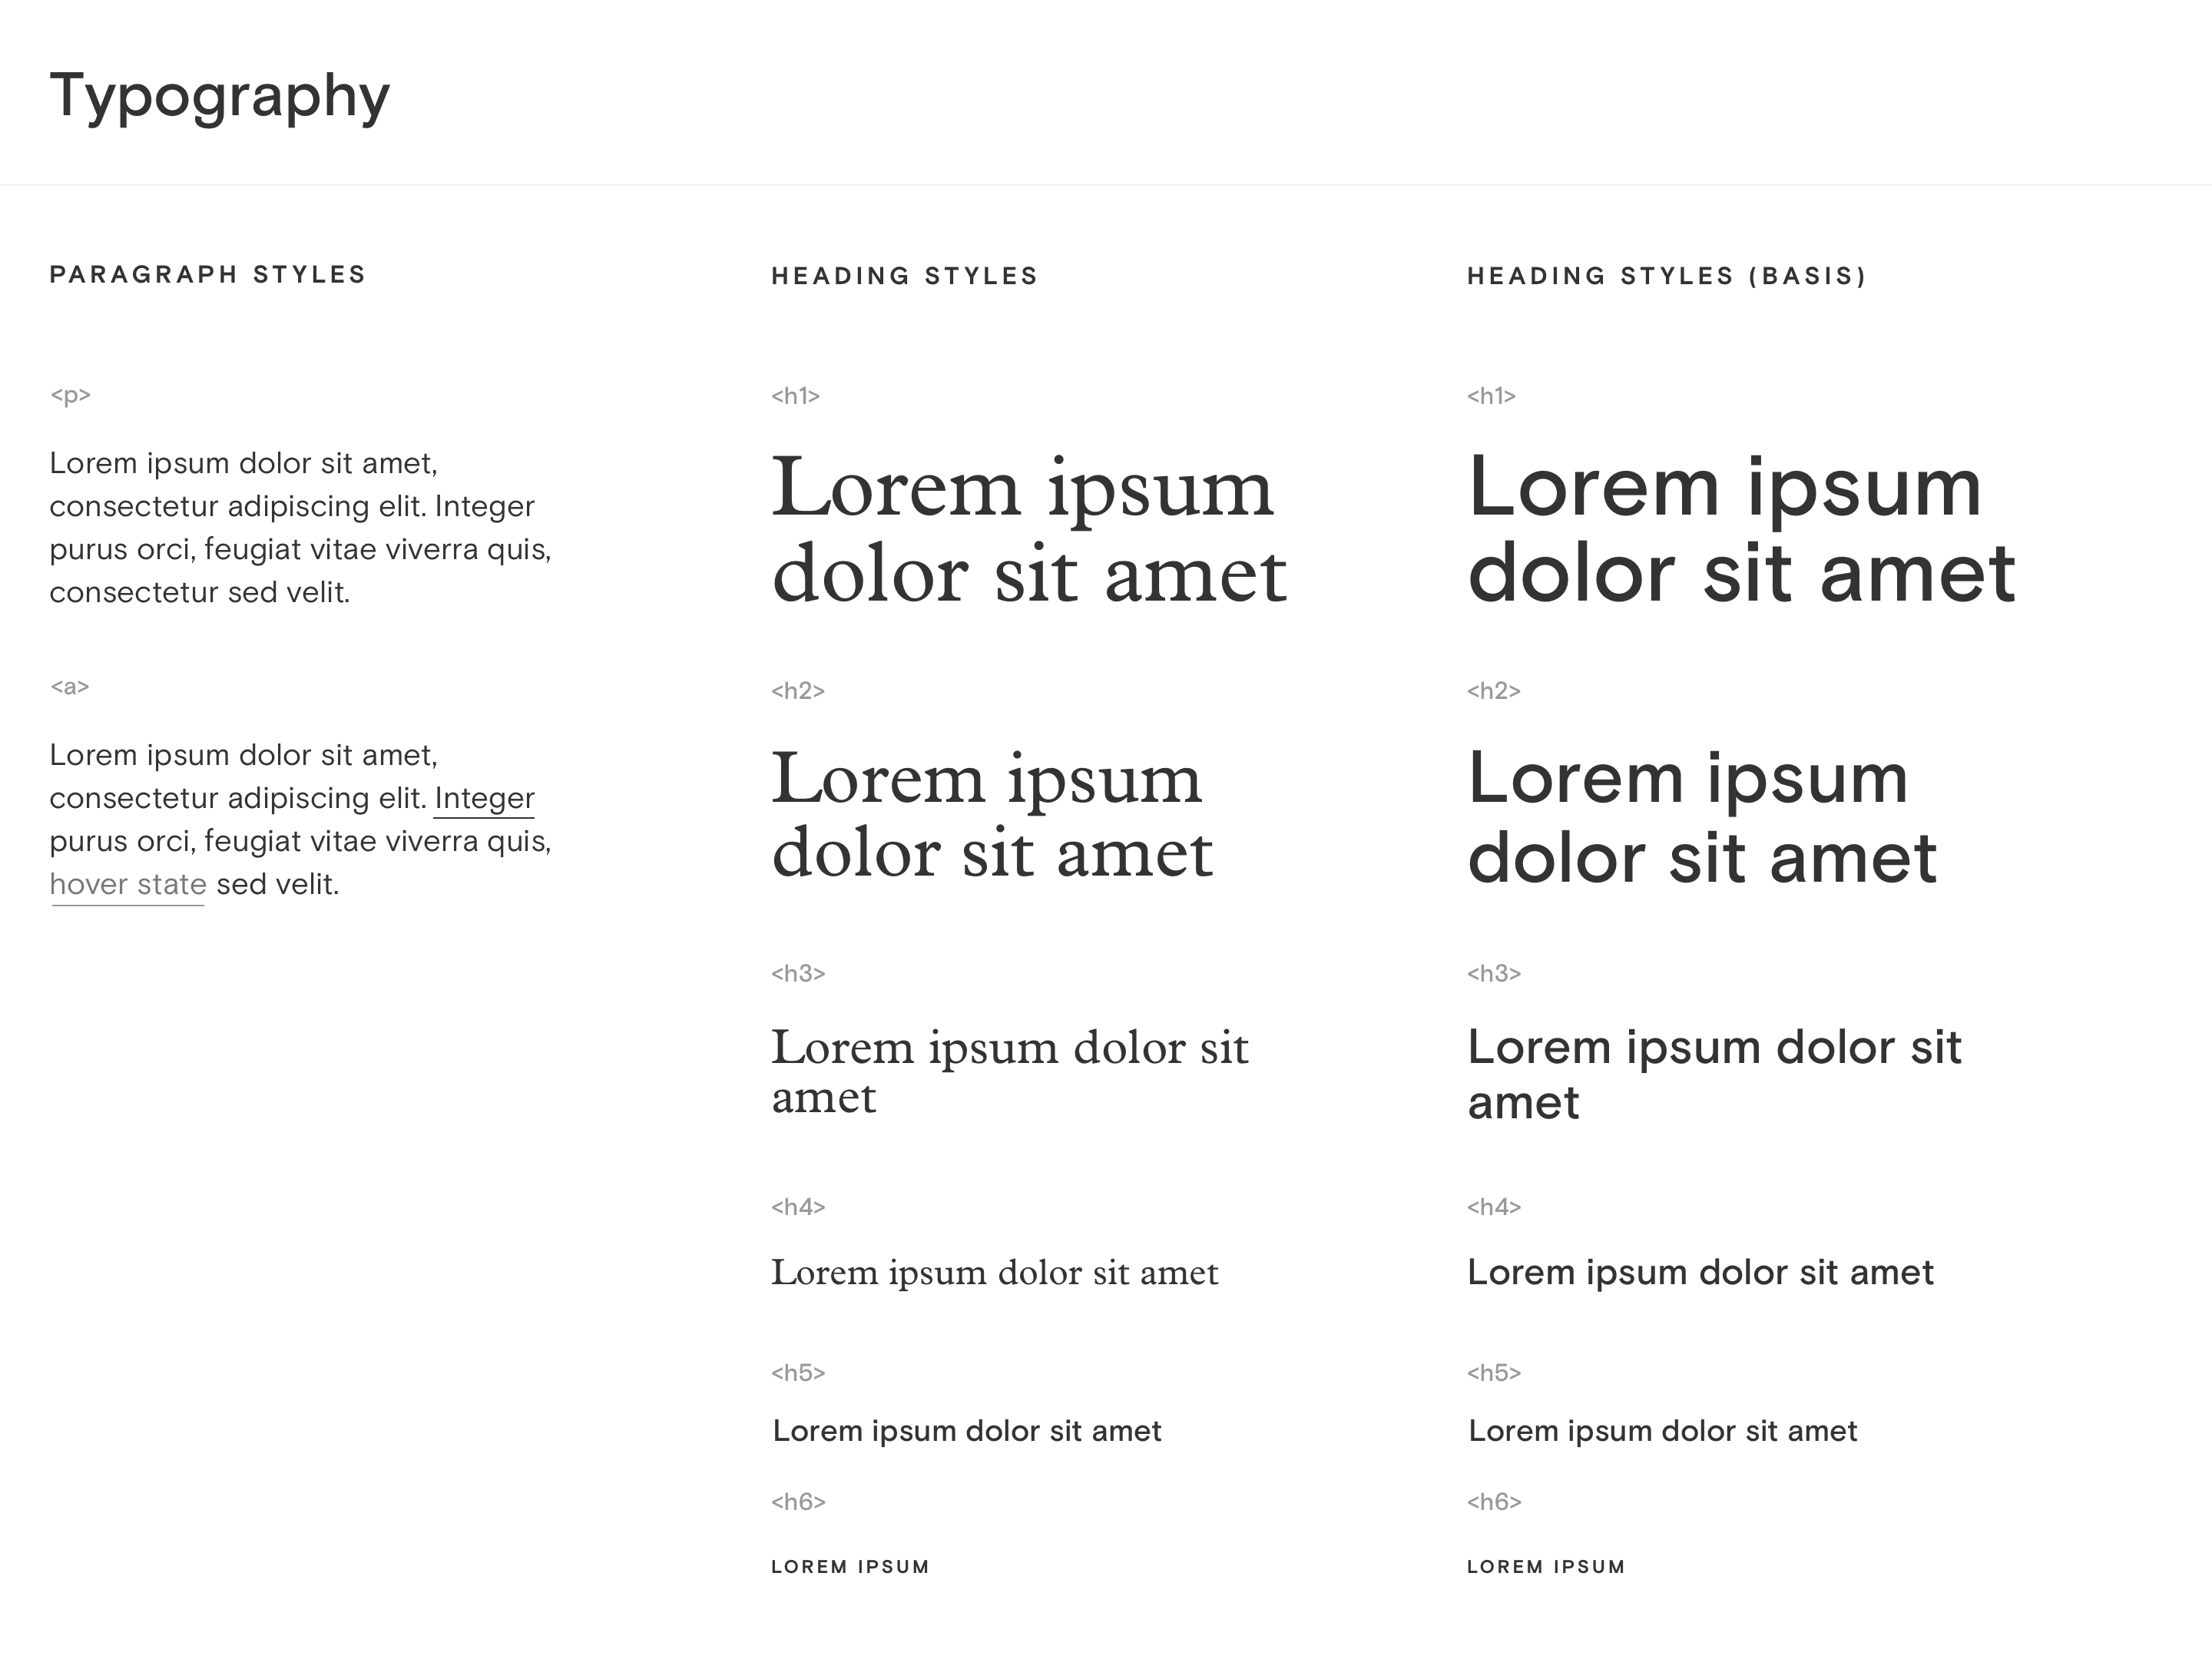 Typography
PARAGRAPH STYLES
<p>
Lorem ipsum dolor sit amet,
consectetur adipiscing elit. Integer
purus orci, feugiat vitae viverra quis,
consectetur sed velit.
<a>
Lorem ipsum dolor sit amet,
consectetur adipiscing elit. Integer
purus orci, feugiat vitae viverra quis,
hover state sed velit.
HEADING STYLES
<h1>
Lorem ipsum
dolor sit amet
<h2>
Lorem ipsum
dolor sit amet
<h3>
Lorem ipsum dolor sit
amet
<h4>
Lorem ipsum dolor sit amet
<h5>
Lorem ipsum dolor sit amet
<h6>
LOREM IPSUM
HEADING STYLES (BASIS)
<h1>
Lorem ipsum
dolor sit amet
<h2>
Lorem ipsum
dolor sit amet
<h3>
Lorem ipsum dolor sit
amet
<h4>
Lorem ipsum dolor sit amet
<h5>
Lorem ipsum dolor sit amet
<h6>
LOREM IPSUM